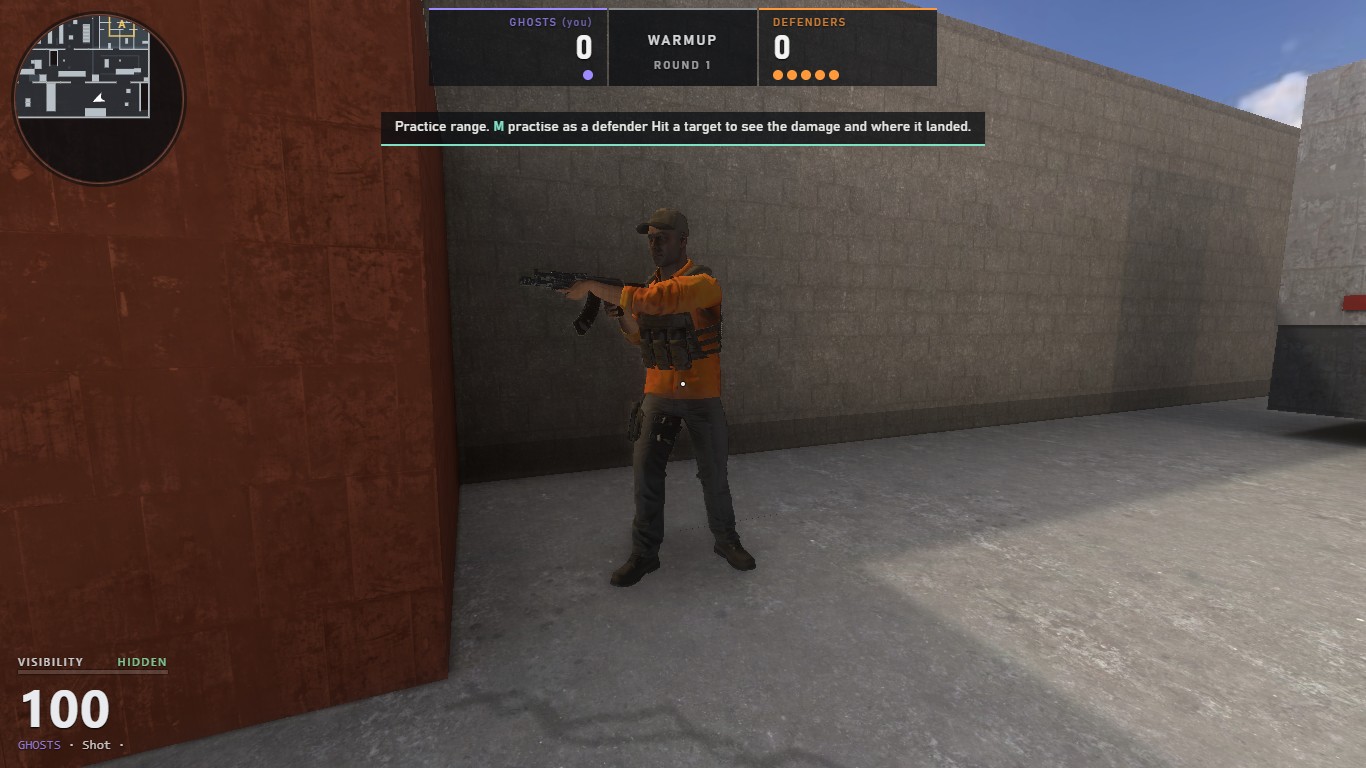 A
GHOSTS (you)
0
WARMUP
ROUND 1
DEFENDERS
0
Practice range. M practise as a defender Hit a target to see the damage and where it landed.
VISIBILITY HIDDEN
100
GHOSTS · Shot ·